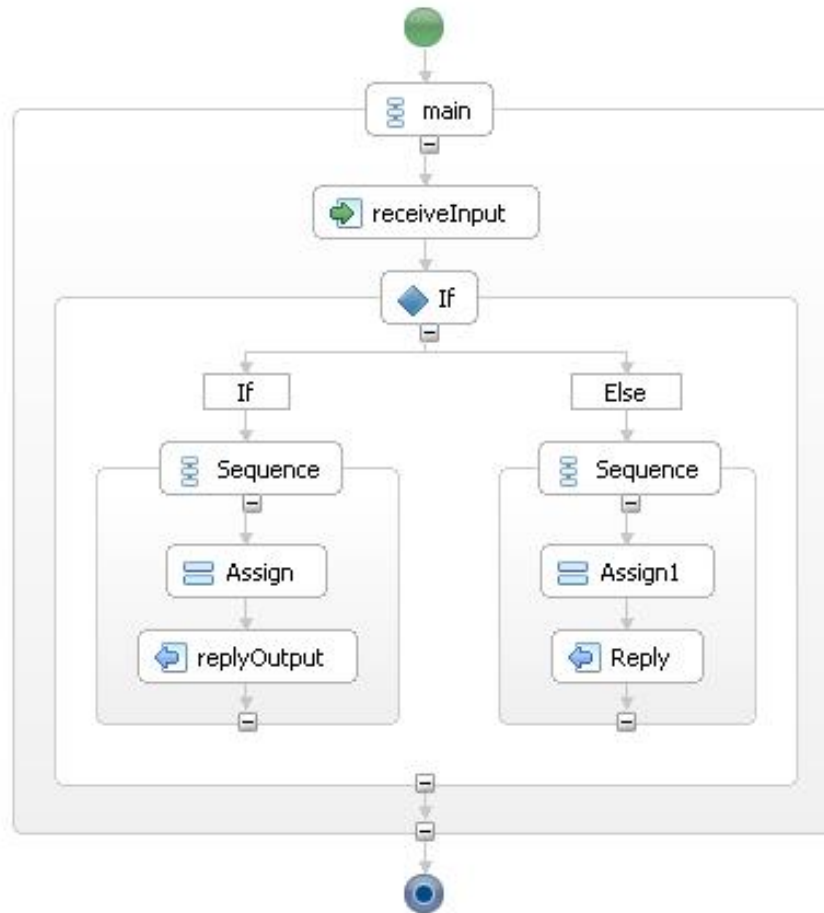 main
receiveInput
If
If
Else
Sequence
Sequence
Assign
Assign1
replyOutput
Reply